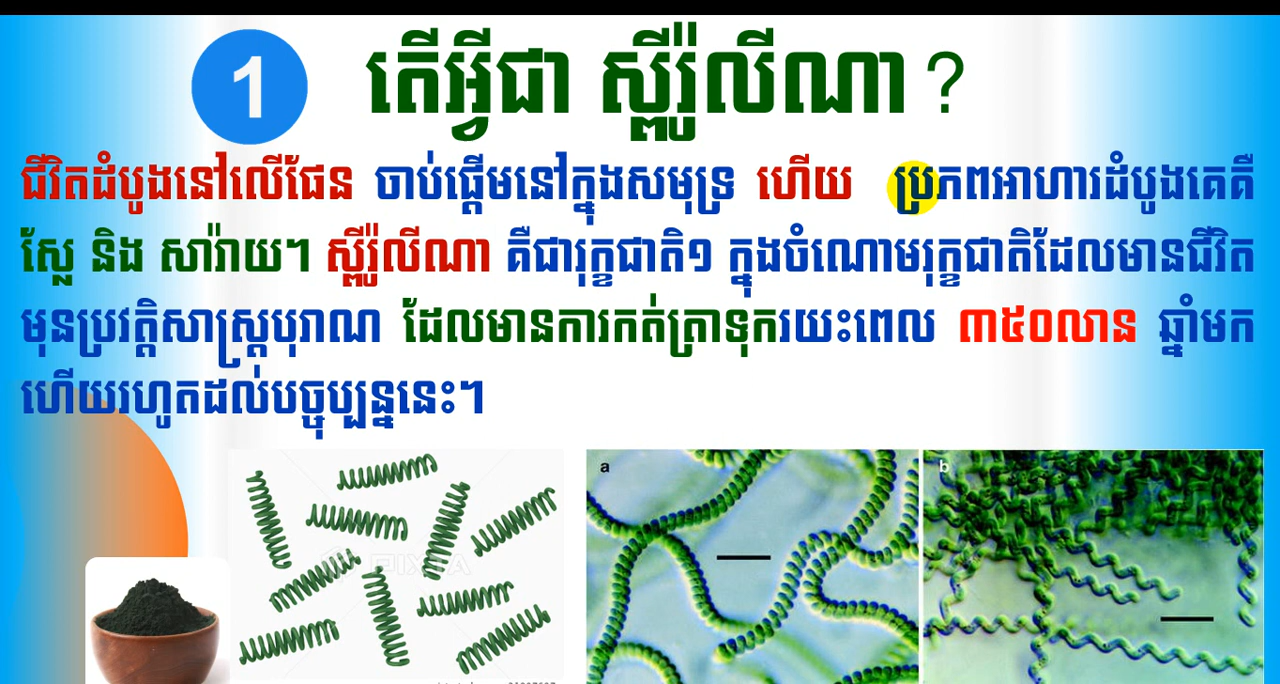 1 តើអ្វីជា ស្ពីរ៉ូលីណា ?
ជីវិតដំបូងនៅលើផែន ចាប់ផ្តើមនៅក្នុងសមុទ្រ ហើយ ប្រភពអាហារដំបូងគេគឺ
ស្លែ និង សារ៉ាយ។ ស្ពីរ៉ូលីណា គឺជារុក្ខជាតិ១ ក្នុងចំណោមរុក្ខជាតិដែលមានជីវិត
មុនប្រវត្តិសាស្ត្របុរាណ ដែលមានការកត់ត្រាទុករយះពេល ៣៥០លាន ឆ្នាំមក
ហើយរហូតដល់បច្ចុប្បន្ននេះ។
a b
PIXTA